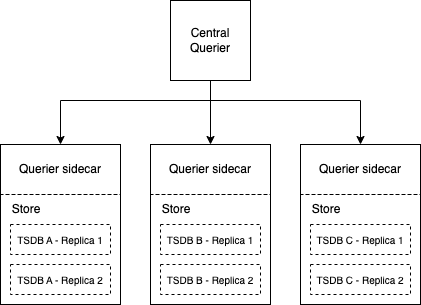 Central
Querier
Querier sidecar
Store
TSDB A - Replica 1
TSDB A - Replica 2
Querier sidecar
Store
TSDB B - Replica 1
TSDB B - Replica 2
Querier sidecar
Store
TSDB C - Replica 1
TSDB C - Replica 2